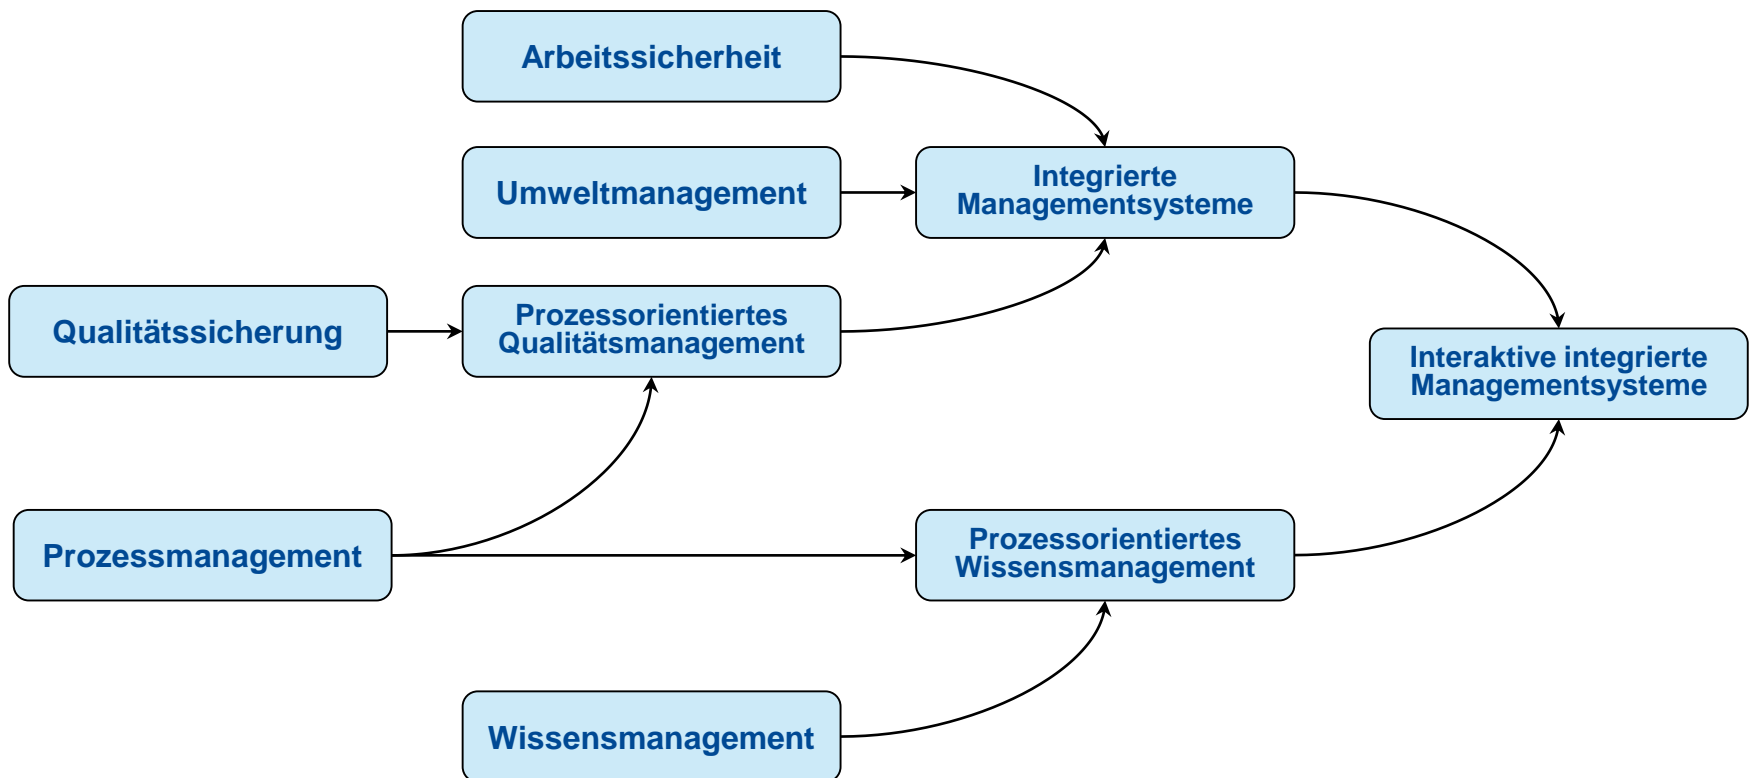 Arbeitssicherheit
Umweltmanagement
Integrierte
Managementsysteme
Qualitätssicherung
Prozessorientiertes
Qualitätsmanagement
Interaktive integrierte
Managementsysteme
Prozessmanagement
Prozessorientiertes
Wissensmanagement
Wissensmanagement